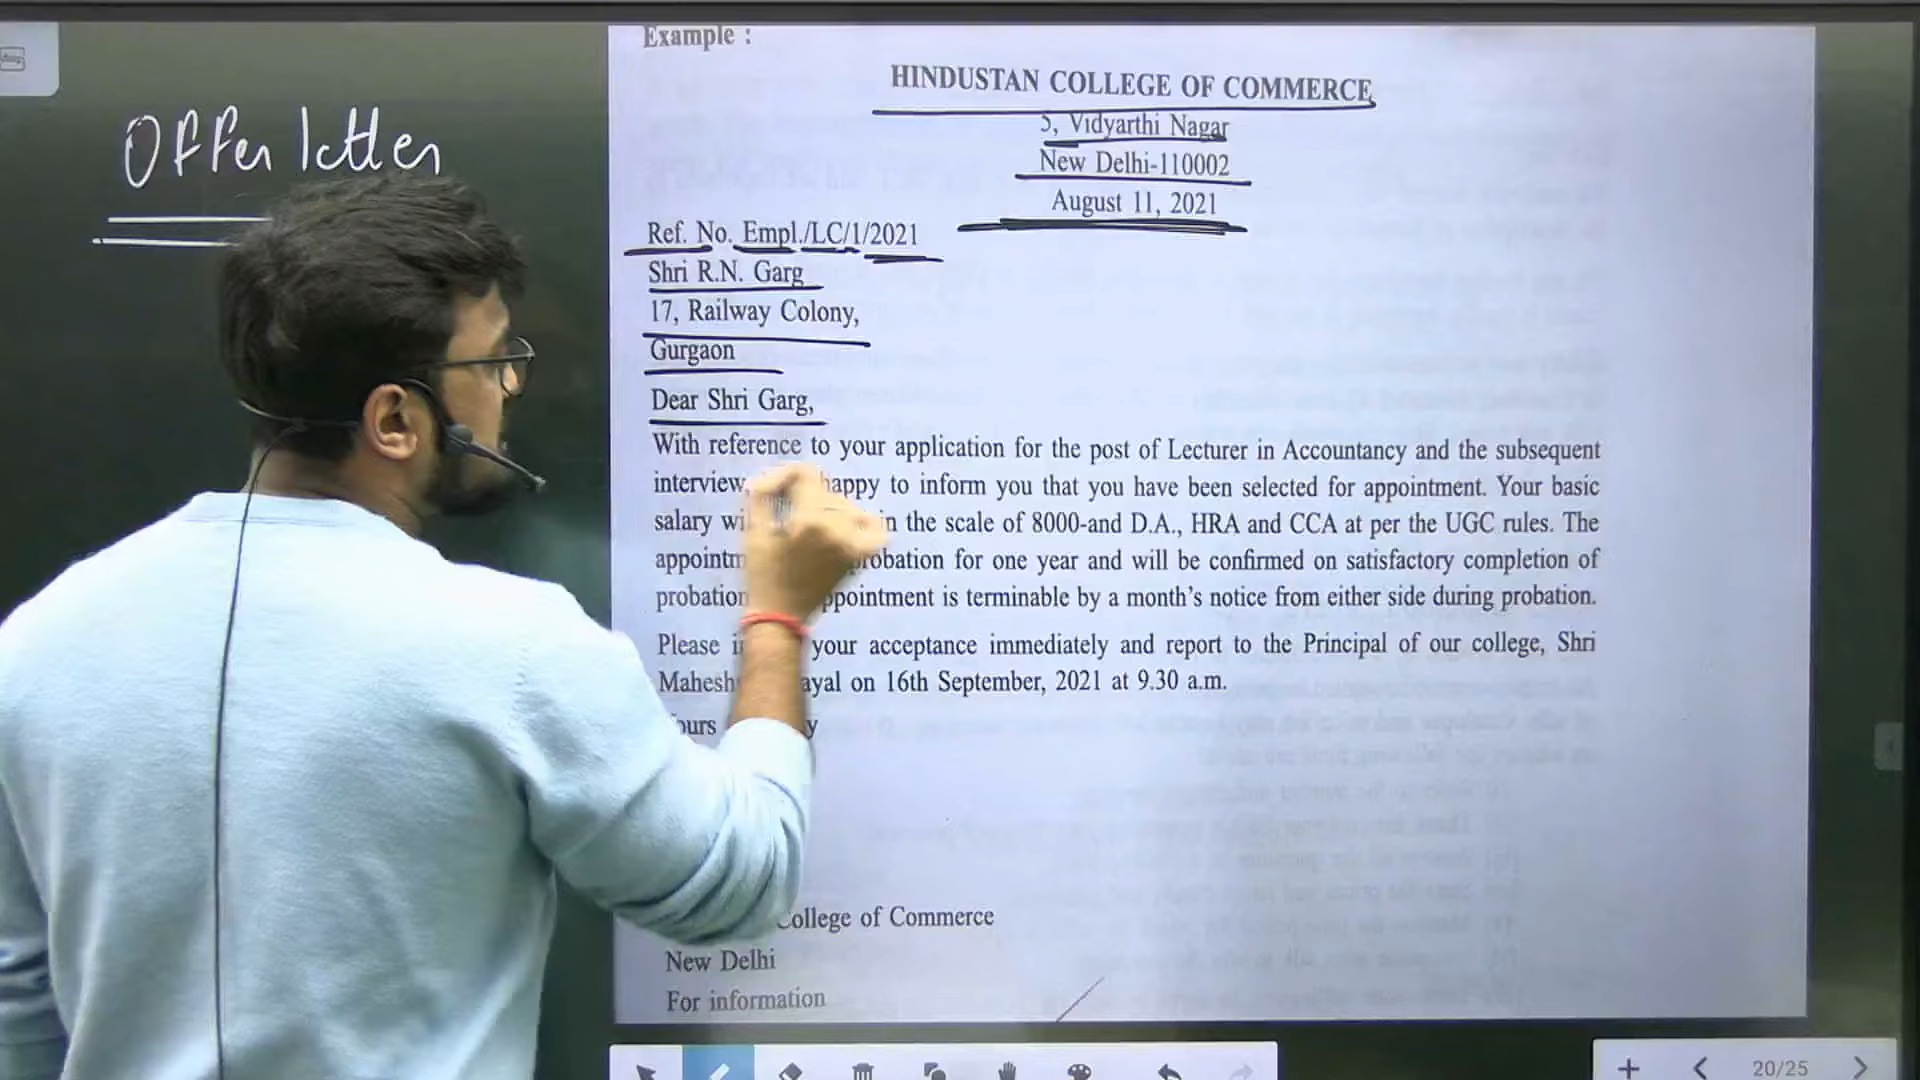 Offer letter
Example :
HINDUSTAN COLLEGE OF COMMERCE
5, Vidyarthi Nagar
New Delhi-110002
August 11, 2021
Ref. No. Empl./LC/1/2021
Shri R.N. Garg
17, Railway Colony,
Gurgaon
Dear Shri Garg,
With reference to your application for the post of Lecturer in Accountancy and the subsequent
interview, happy to inform you that you have been selected for appointment. Your basic
salary in the scale of 8000-and D.A., HRA and CCA at per the UGC rules. The
probation for one year and will be confirmed on satisfactory completion of
probation appointment is terminable by a month's notice from either side during probation.
Please your acceptance immediately and report to the Principal of our college, Shri
Mahesh ayal on 16th September, 2021 at 9.30 a.m.
College of Commerce
New Delhi
For information
20/25